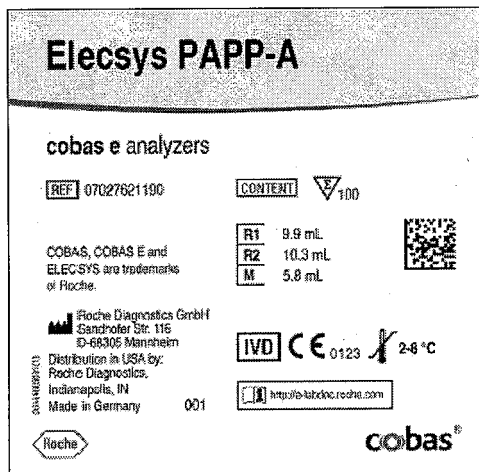 Elecsys PAPP-A
cobas e analyzers
REF 07027621190
CONTENT Σ 100
R1 9.9 mL
R2 10.3 mL
M 5.8 mL
COBAS, COBAS E and
ELECSYS are trademarks
of Roche.
Roche Diagnostics GmbH
Sandhofer Str. 116
D-68305 Mannheim
Distribution in USA by:
Roche Diagnostics,
Indianapolis, IN
Made in Germany 001
IVD CE 0123 2-8 °C
http://e-labdoc.roche.com
Roche
cobas®